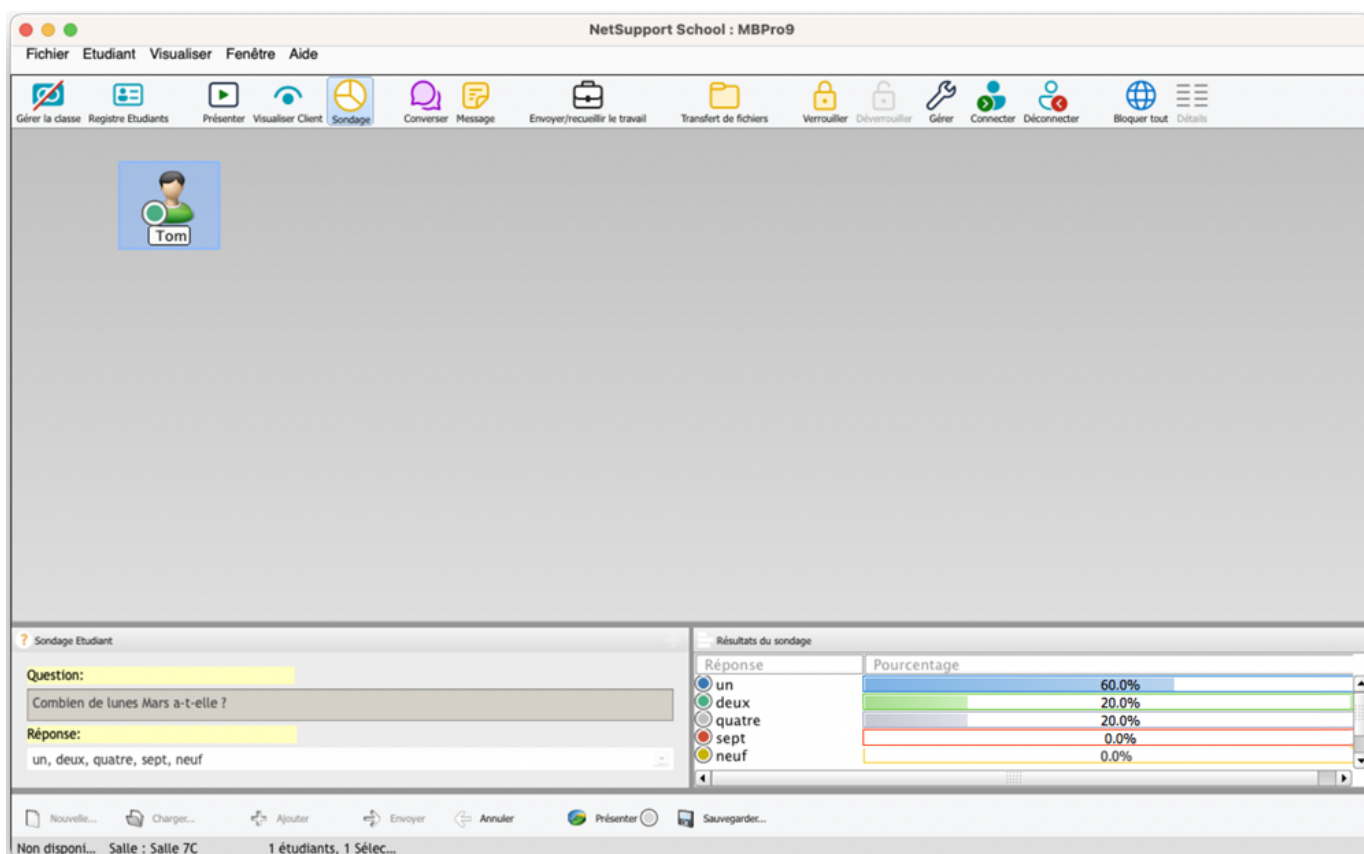 NetSupport School : MBPro9
Fichier Etudiant Visualiser Fenêtre Aide
Gérer la classe Registre Etudiants Présenter Visualiser Client Sondage Converser Message Envoyer/recueillir le travail Transfert de fichiers Verrouiller Déverrouiller Gérer Connecter Déconnecter Bloquer tout Détails
Tom
? Sondage Etudiant
Question:
Combien de lunes Mars a-t-elle ?
Réponse:
un, deux, quatre, sept, neuf
Résultats du sondage
Réponse Pourcentage
un 60.0%
deux 20.0%
quatre 20.0%
sept 0.0%
neuf 0.0%
Nouvelle... Charger... Ajouter Envoyer Annuler Présenter Sauvegarder...
Non disponi... Salle : Salle 7C 1 étudiants, 1 Sélec...